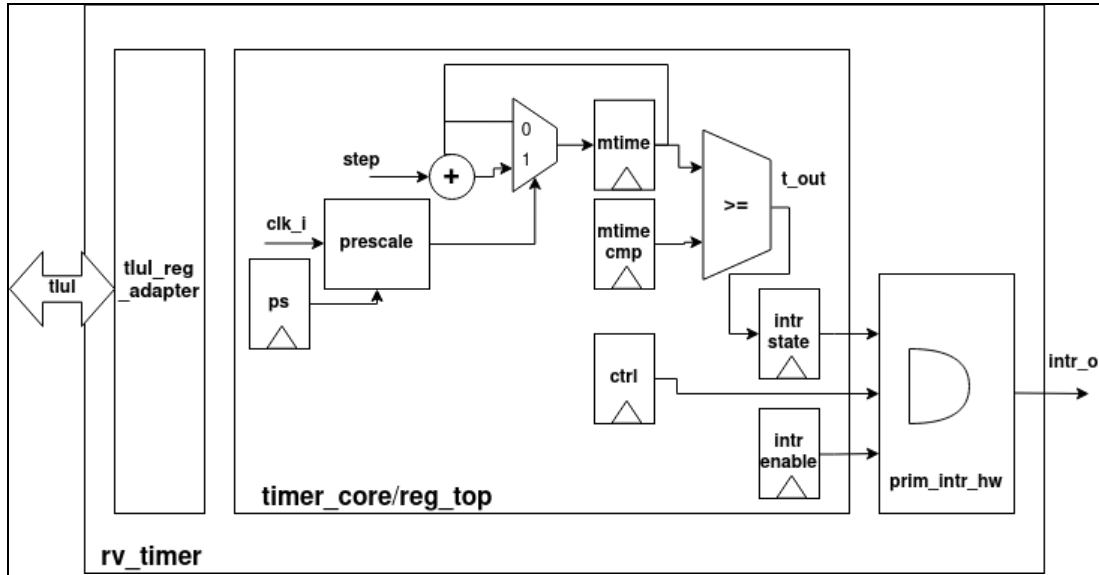 0
1
step
+
mtime
t_out
>=
clk_i
prescale
mtime
cmp
tlul
tlul_reg
_adapter
ps
intr
state
ctrl
intr_o
intr
enable
prim_intr_hw
timer_core/reg_top
rv_timer